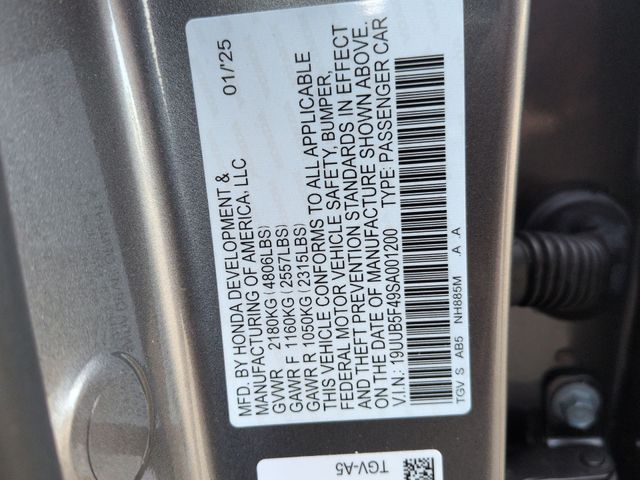 MFD. BY HONDA DEVELOPMENT & 01/'25
MANUFACTURING OF AMERICA, LLC
GVWR 2180KG (4806LBS)
GAWR F 1160KG (2557LBS)
GAWR R 1050KG (2315LBS)
THIS VEHICLE CONFORMS TO ALL APPLICABLE
FEDERAL MOTOR VEHICLE SAFETY, BUMPER,
AND THEFT PREVENTION STANDARDS IN EFFECT
ON THE DATE OF MANUFACTURE SHOWN ABOVE.
V.I.N.: 19UUB5F49SA001200 TYPE: PASSENGER CAR
TGV S AB5 NH885M A A
TGV-A5